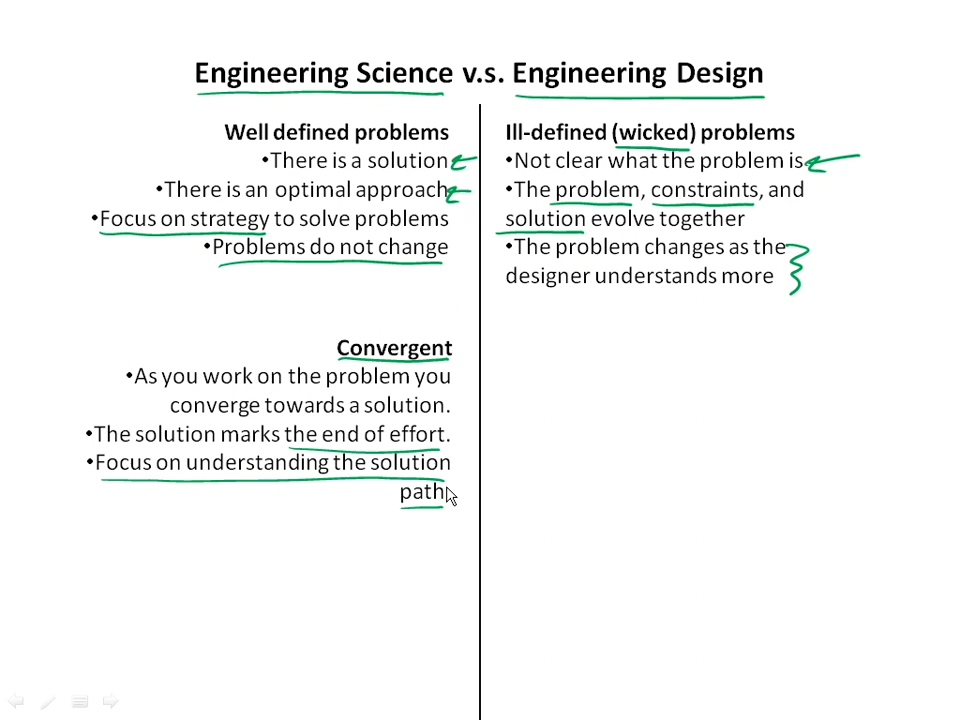 Engineering Science v.s. Engineering Design
Well defined problems
•There is a solution
•There is an optimal approach
•Focus on strategy to solve problems
•Problems do not change
Convergent
•As you work on the problem you
converge towards a solution.
•The solution marks the end of effort.
•Focus on understanding the solution
path
Ill-defined (wicked) problems
•Not clear what the problem is
•The problem, constraints, and
solution evolve together
•The problem changes as the
designer understands more